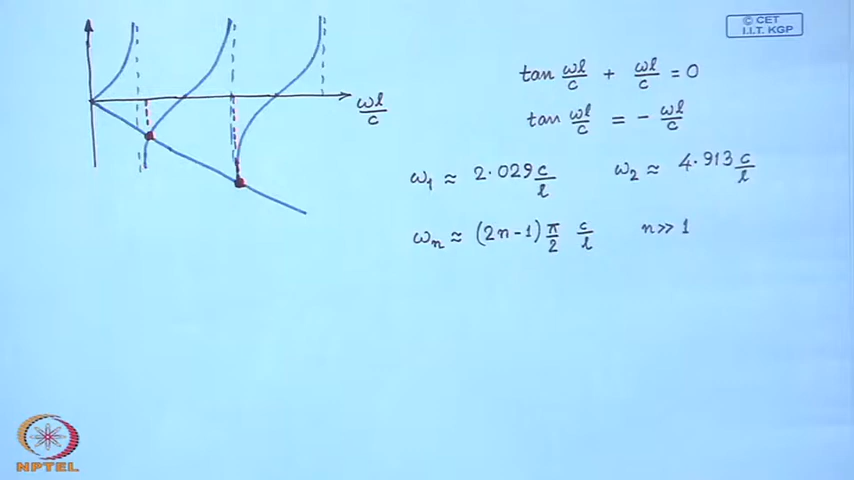 © CET
I.I.T. KGP
tan ωl/c + ωl/c = 0
tan ωl/c = - ωl/c
ωl/c
ω₁ ≈ 2.029 c/l ω₂ ≈ 4.913 c/l
ωₙ ≈ (2n-1) π/2 c/l n >> 1
NPTEL